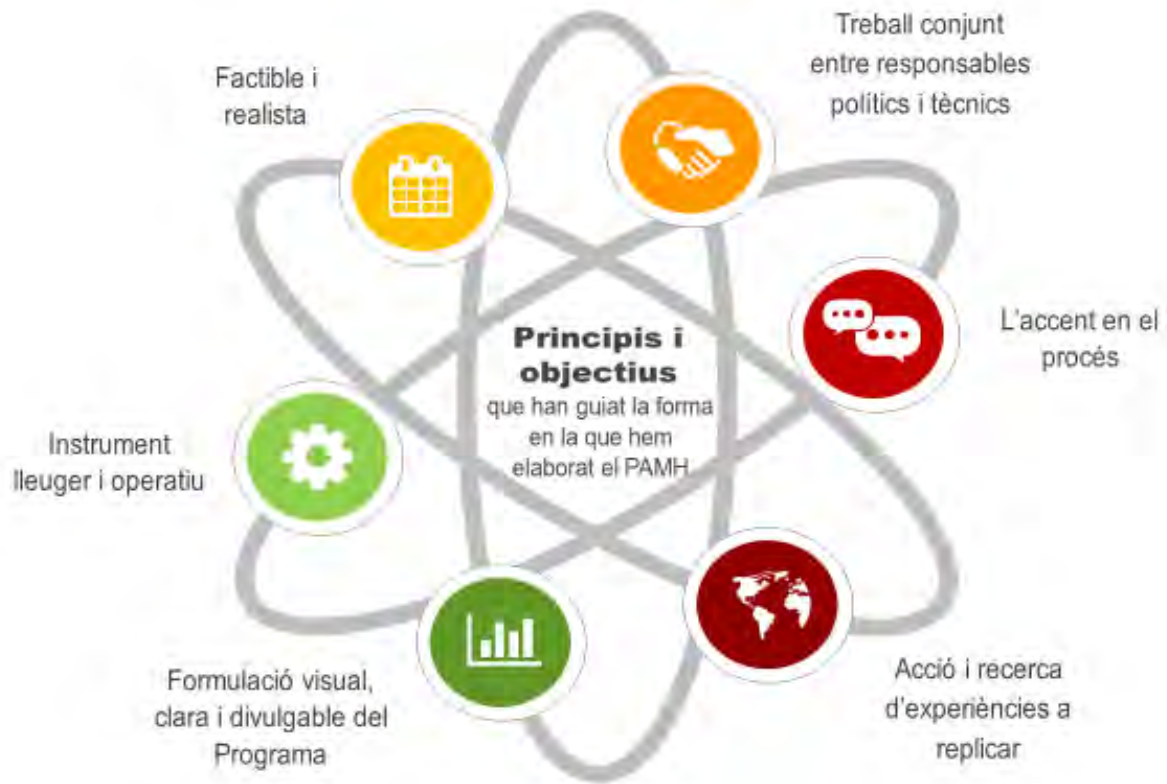 Factible i
realista
Treball conjunt
entre responsables
polítics i tècnics
L'accent en el
procés
Principis i
objectius
que han guiat la forma
en la que hem
elaborat el PAMH
Instrument
lleuger i operatiu
Formulació visual,
clara i divulgable del
Programa
Acció i recerca
d'experiències a
replicar